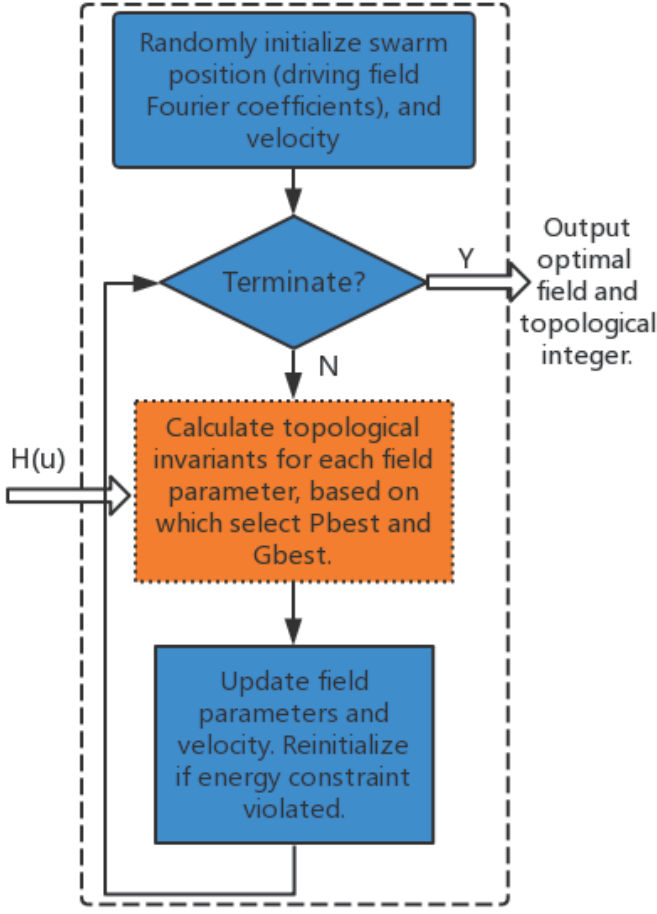 Randomly initialize swarm
position (driving field
Fourier coefficients), and
velocity
Terminate?
Y
Output
optimal
field and
topological
integer.
N
H(u)
Calculate topological
invariants for each field
parameter, based on
which select Pbest and
Gbest.
Update field
parameters and
velocity. Reinitialize
if energy constraint
violated.